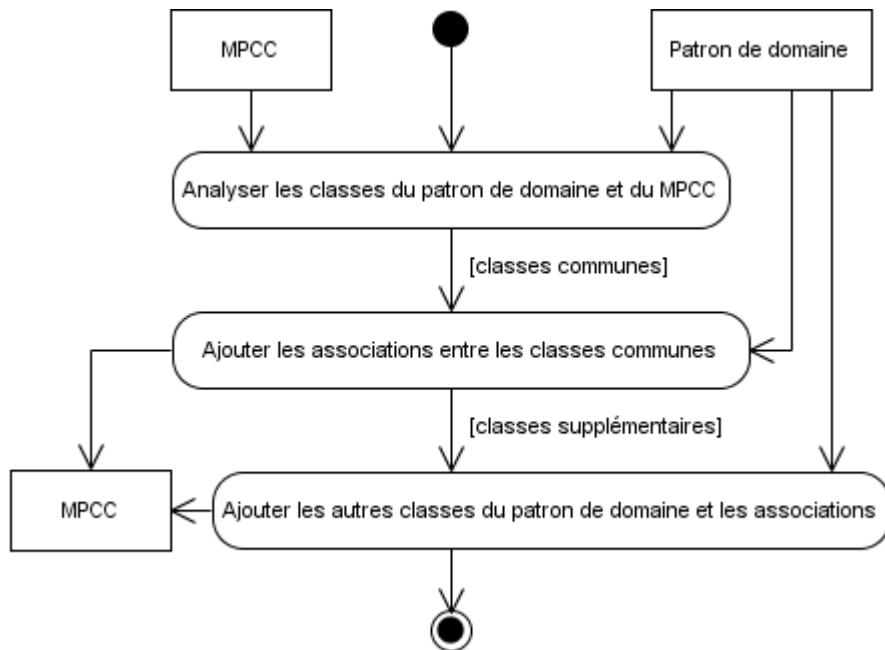 MPCC
Patron de domaine
Analyser les classes du patron de domaine et du MPCC
[classes communes]
Ajouter les associations entre les classes communes
[classes supplémentaires]
MPCC
Ajouter les autres classes du patron de domaine et les associations